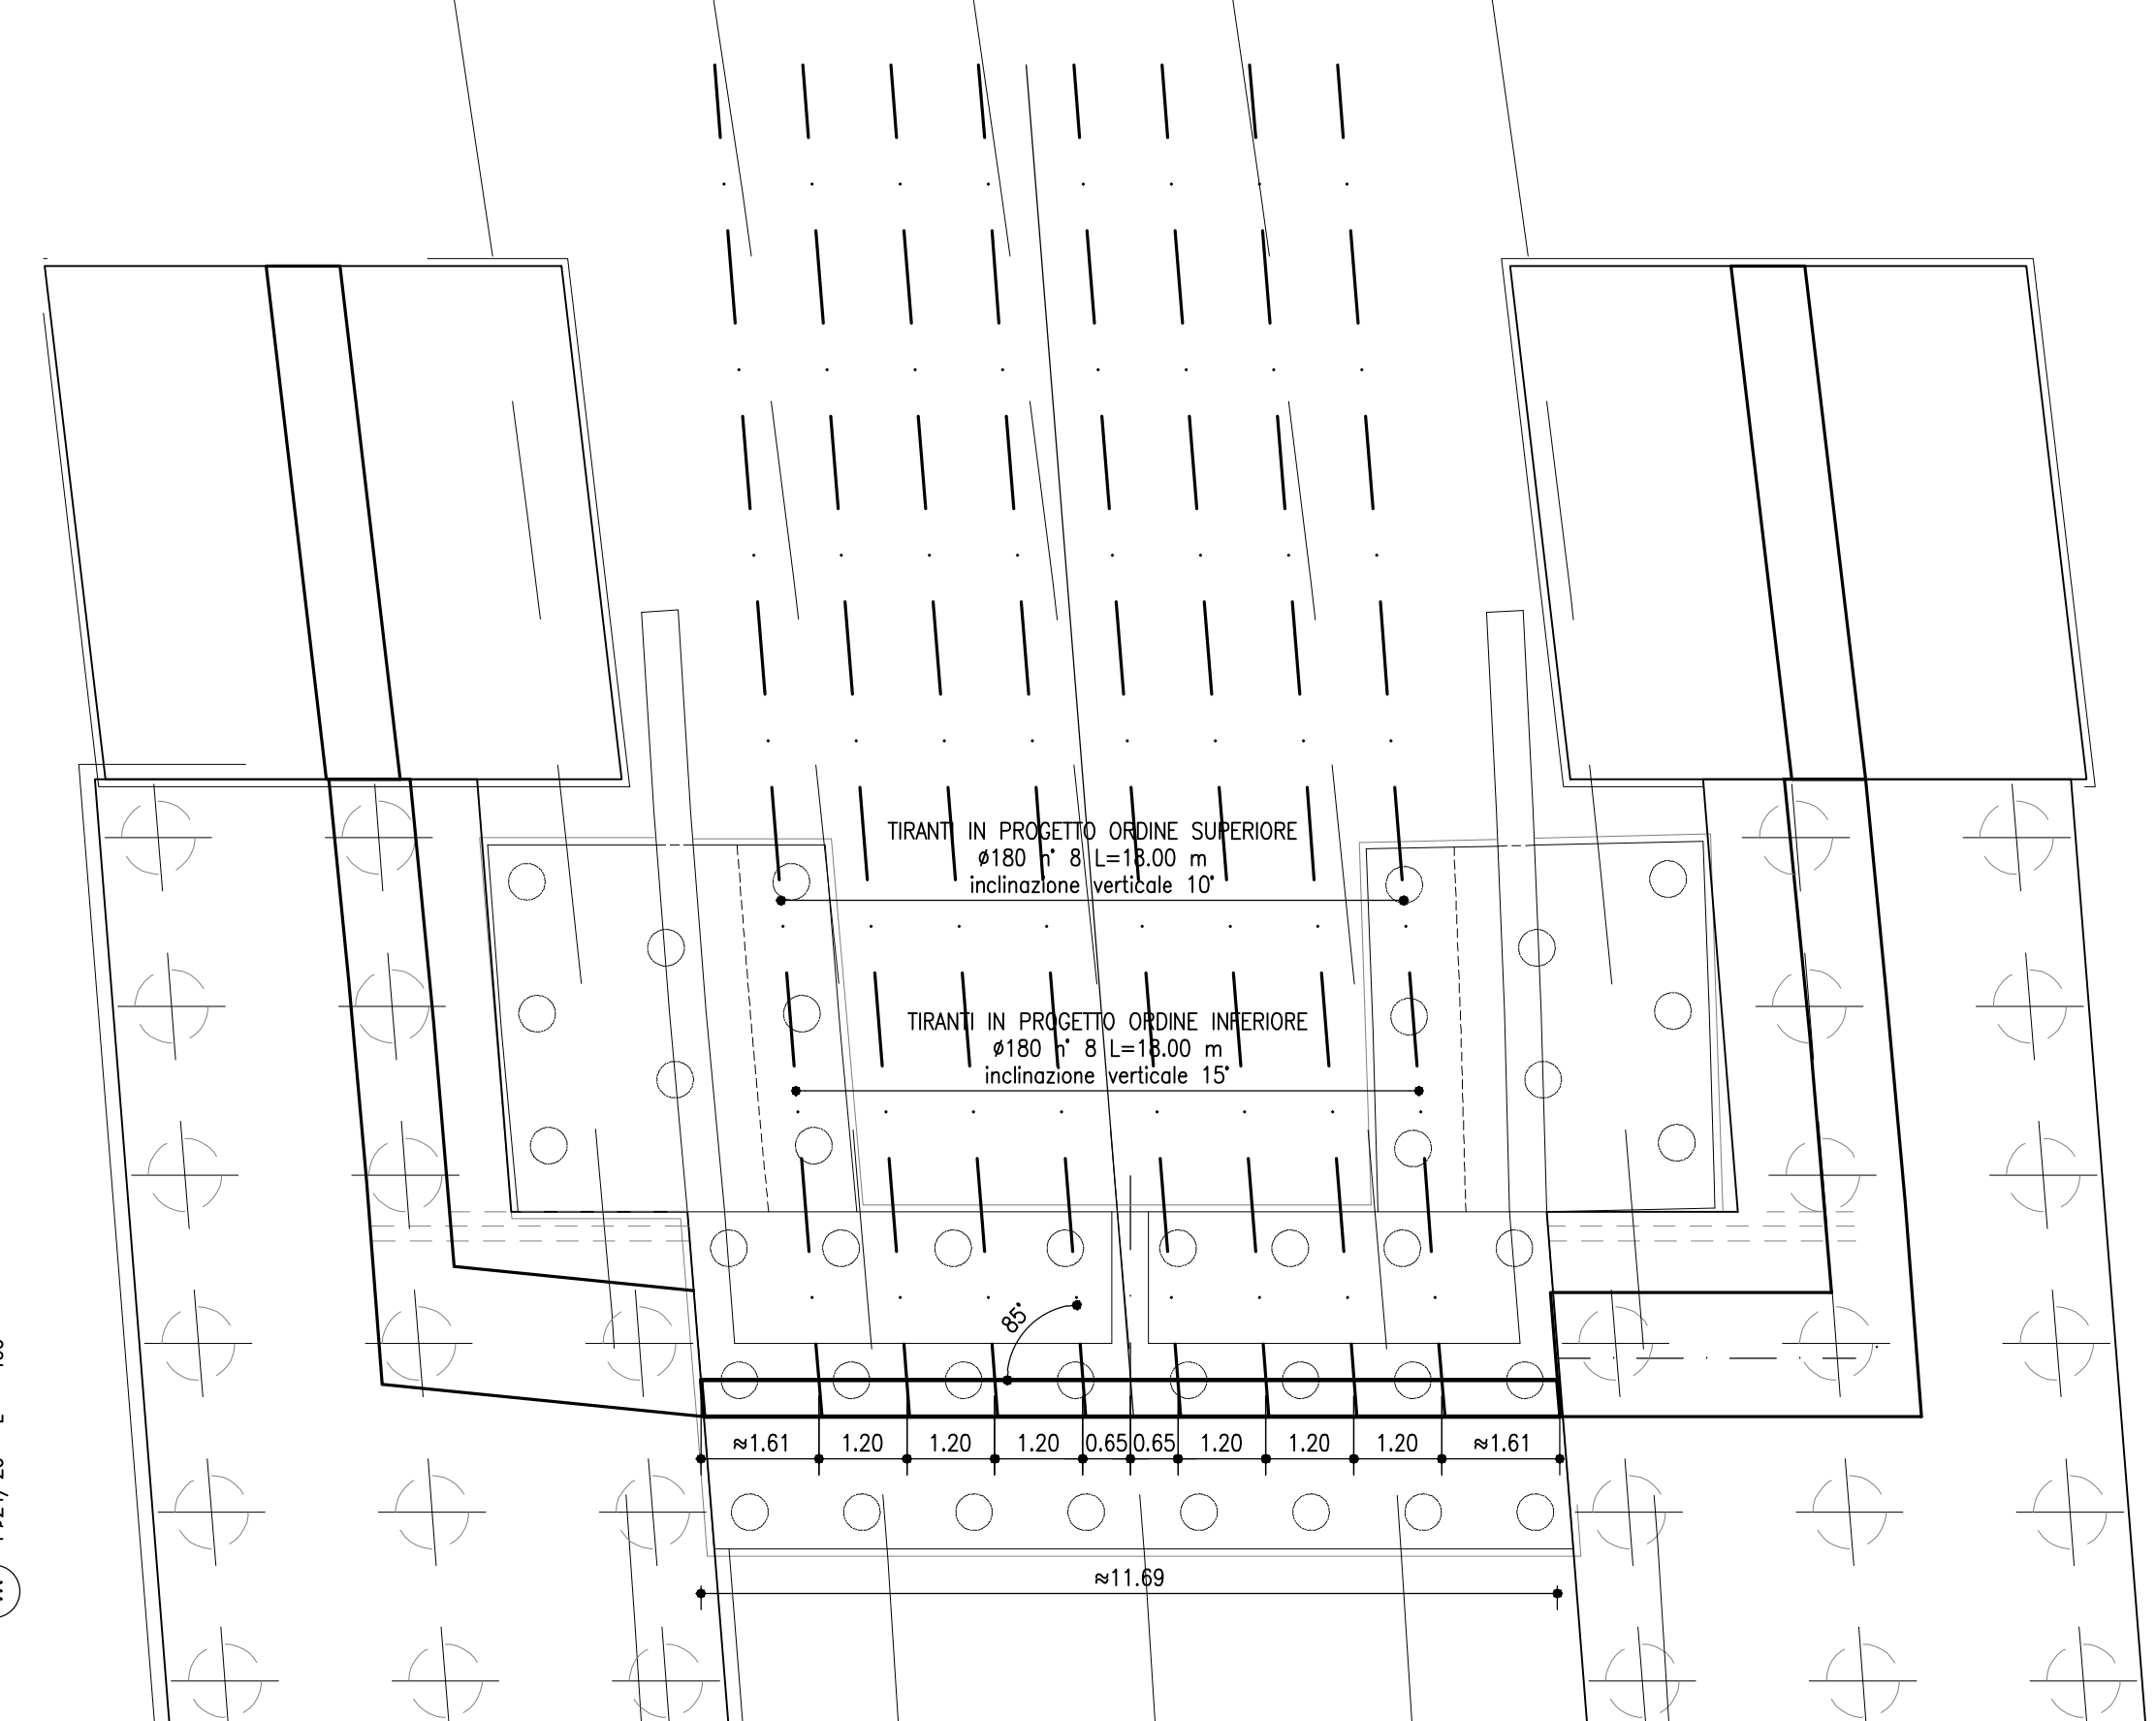 TIRANTI IN PROGETTO ORDINE SUPERIORE
ø180 n° 8 L=18.00 m
inclinazione verticale 10°
TIRANTI IN PROGETTO ORDINE INFERIORE
ø180 n° 8 L=18.00 m
inclinazione verticale 15°
85°
≈1.61 1.20 1.20 1.20 0.65 0.65 1.20 1.20 1.20 ≈1.61
≈11.69